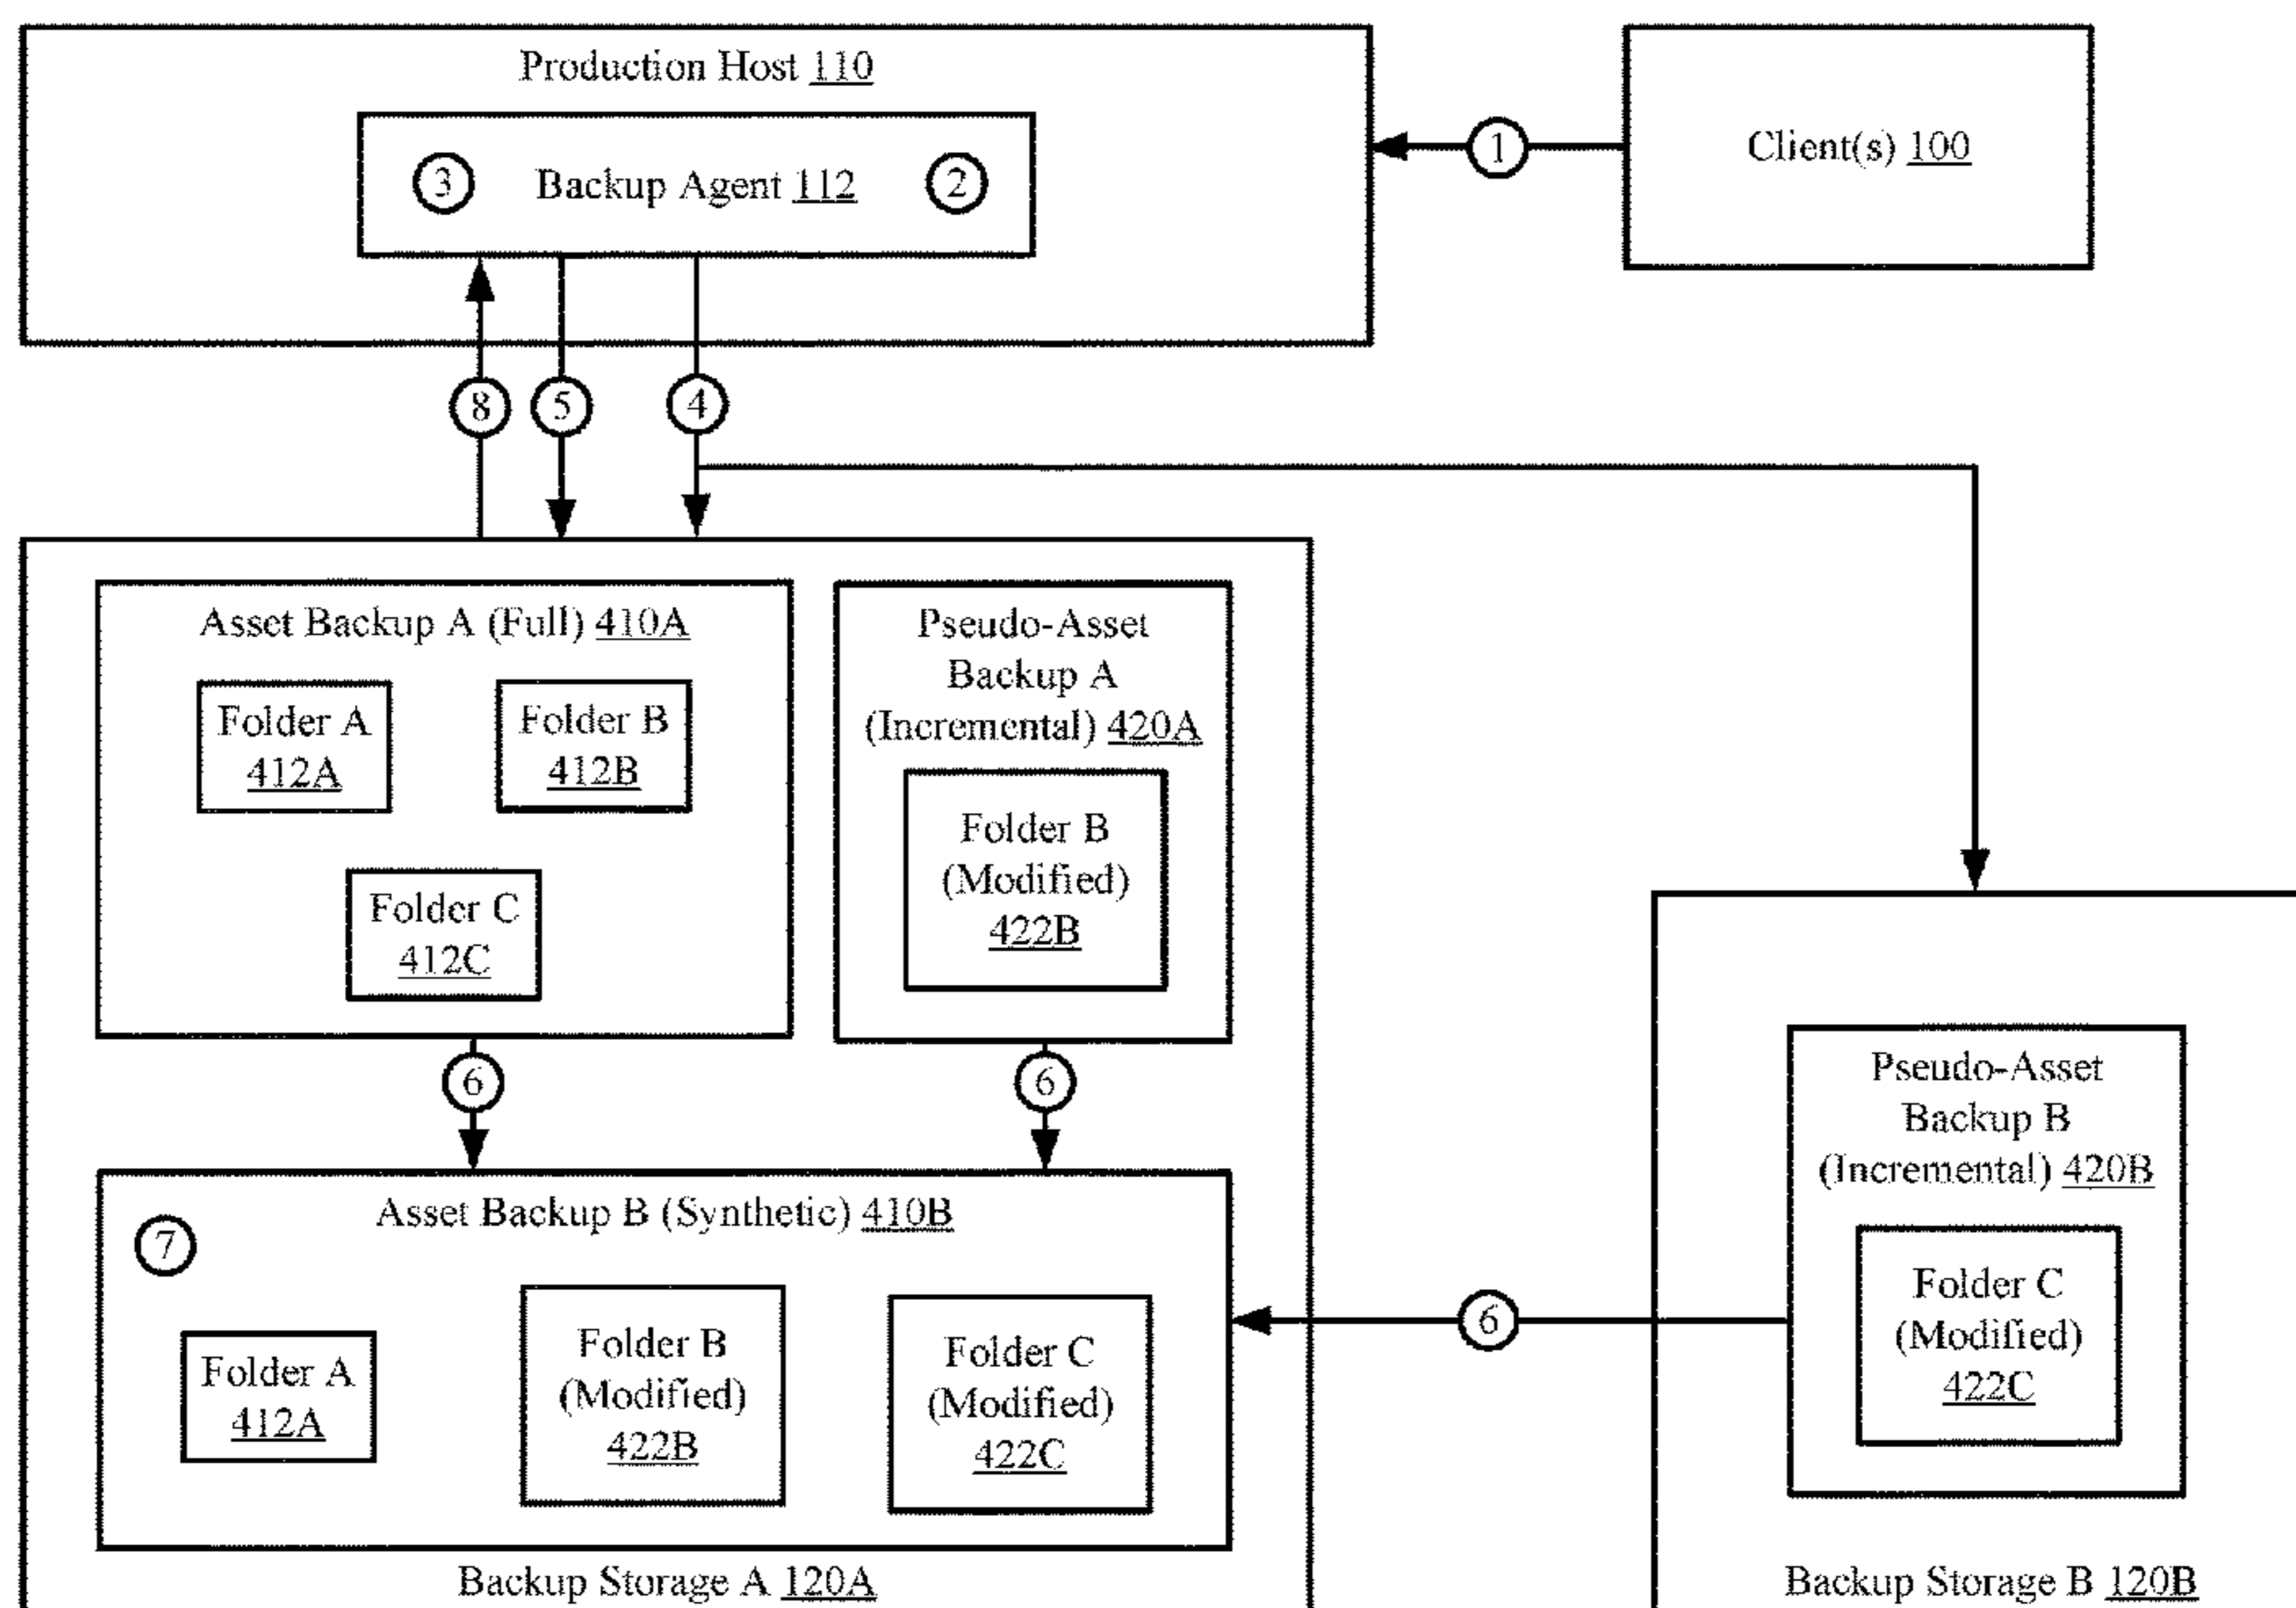 Production Host 110
3
Backup Agent 112
2
1
Client(s) 100
8
5
4
Asset Backup A (Full) 410A
Folder A
412A
Folder B
412B
Folder C
412C
Pseudo-Asset
Backup A
(Incremental) 420A
Folder B
(Modified)
422B
6
6
Pseudo-Asset
Backup B
(Incremental) 420B
Folder C
(Modified)
422C
6
Asset Backup B (Synthetic) 410B
7
Folder A
412A
Folder B
(Modified)
422B
Folder C
(Modified)
422C
Backup Storage A 120A
Backup Storage B 120B